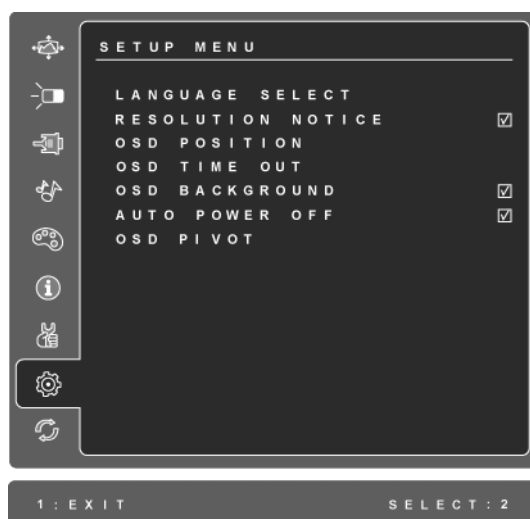 SETUP MENU
LANGUAGE SELECT
RESOLUTION NOTICE
OSD POSITION
OSD TIME OUT
OSD BACKGROUND
AUTO POWER OFF
OSD PIVOT
1 : EXIT SELECT : 2